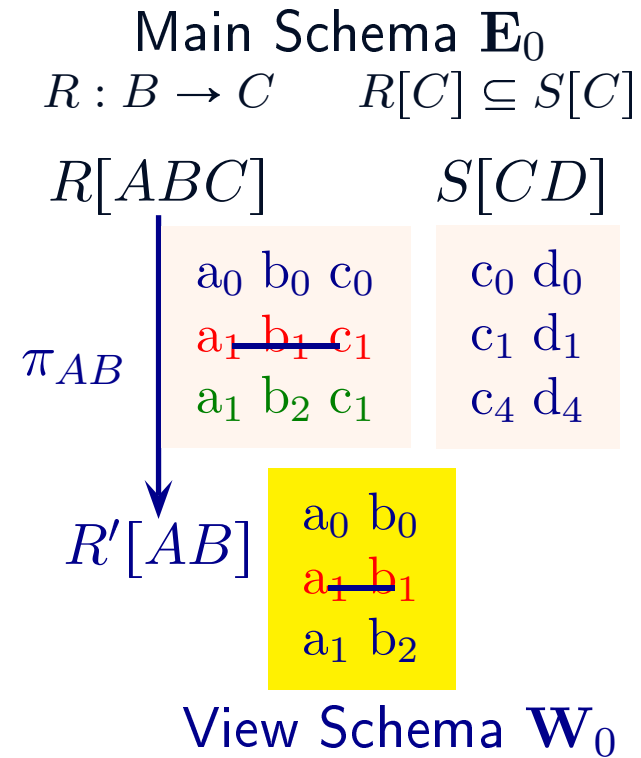 Main Schema E₀
R : B → C R[C] ⊆ S[C]
R[ABC] S[CD]
a₀ b₀ c₀ c₀ d₀
a₁ b₁ c₁ c₁ d₁
π_AB
a₁ b₂ c₁ c₄ d₄
a₀ b₀
R′[AB]
a₁ b₁
a₁ b₂
View Schema W₀